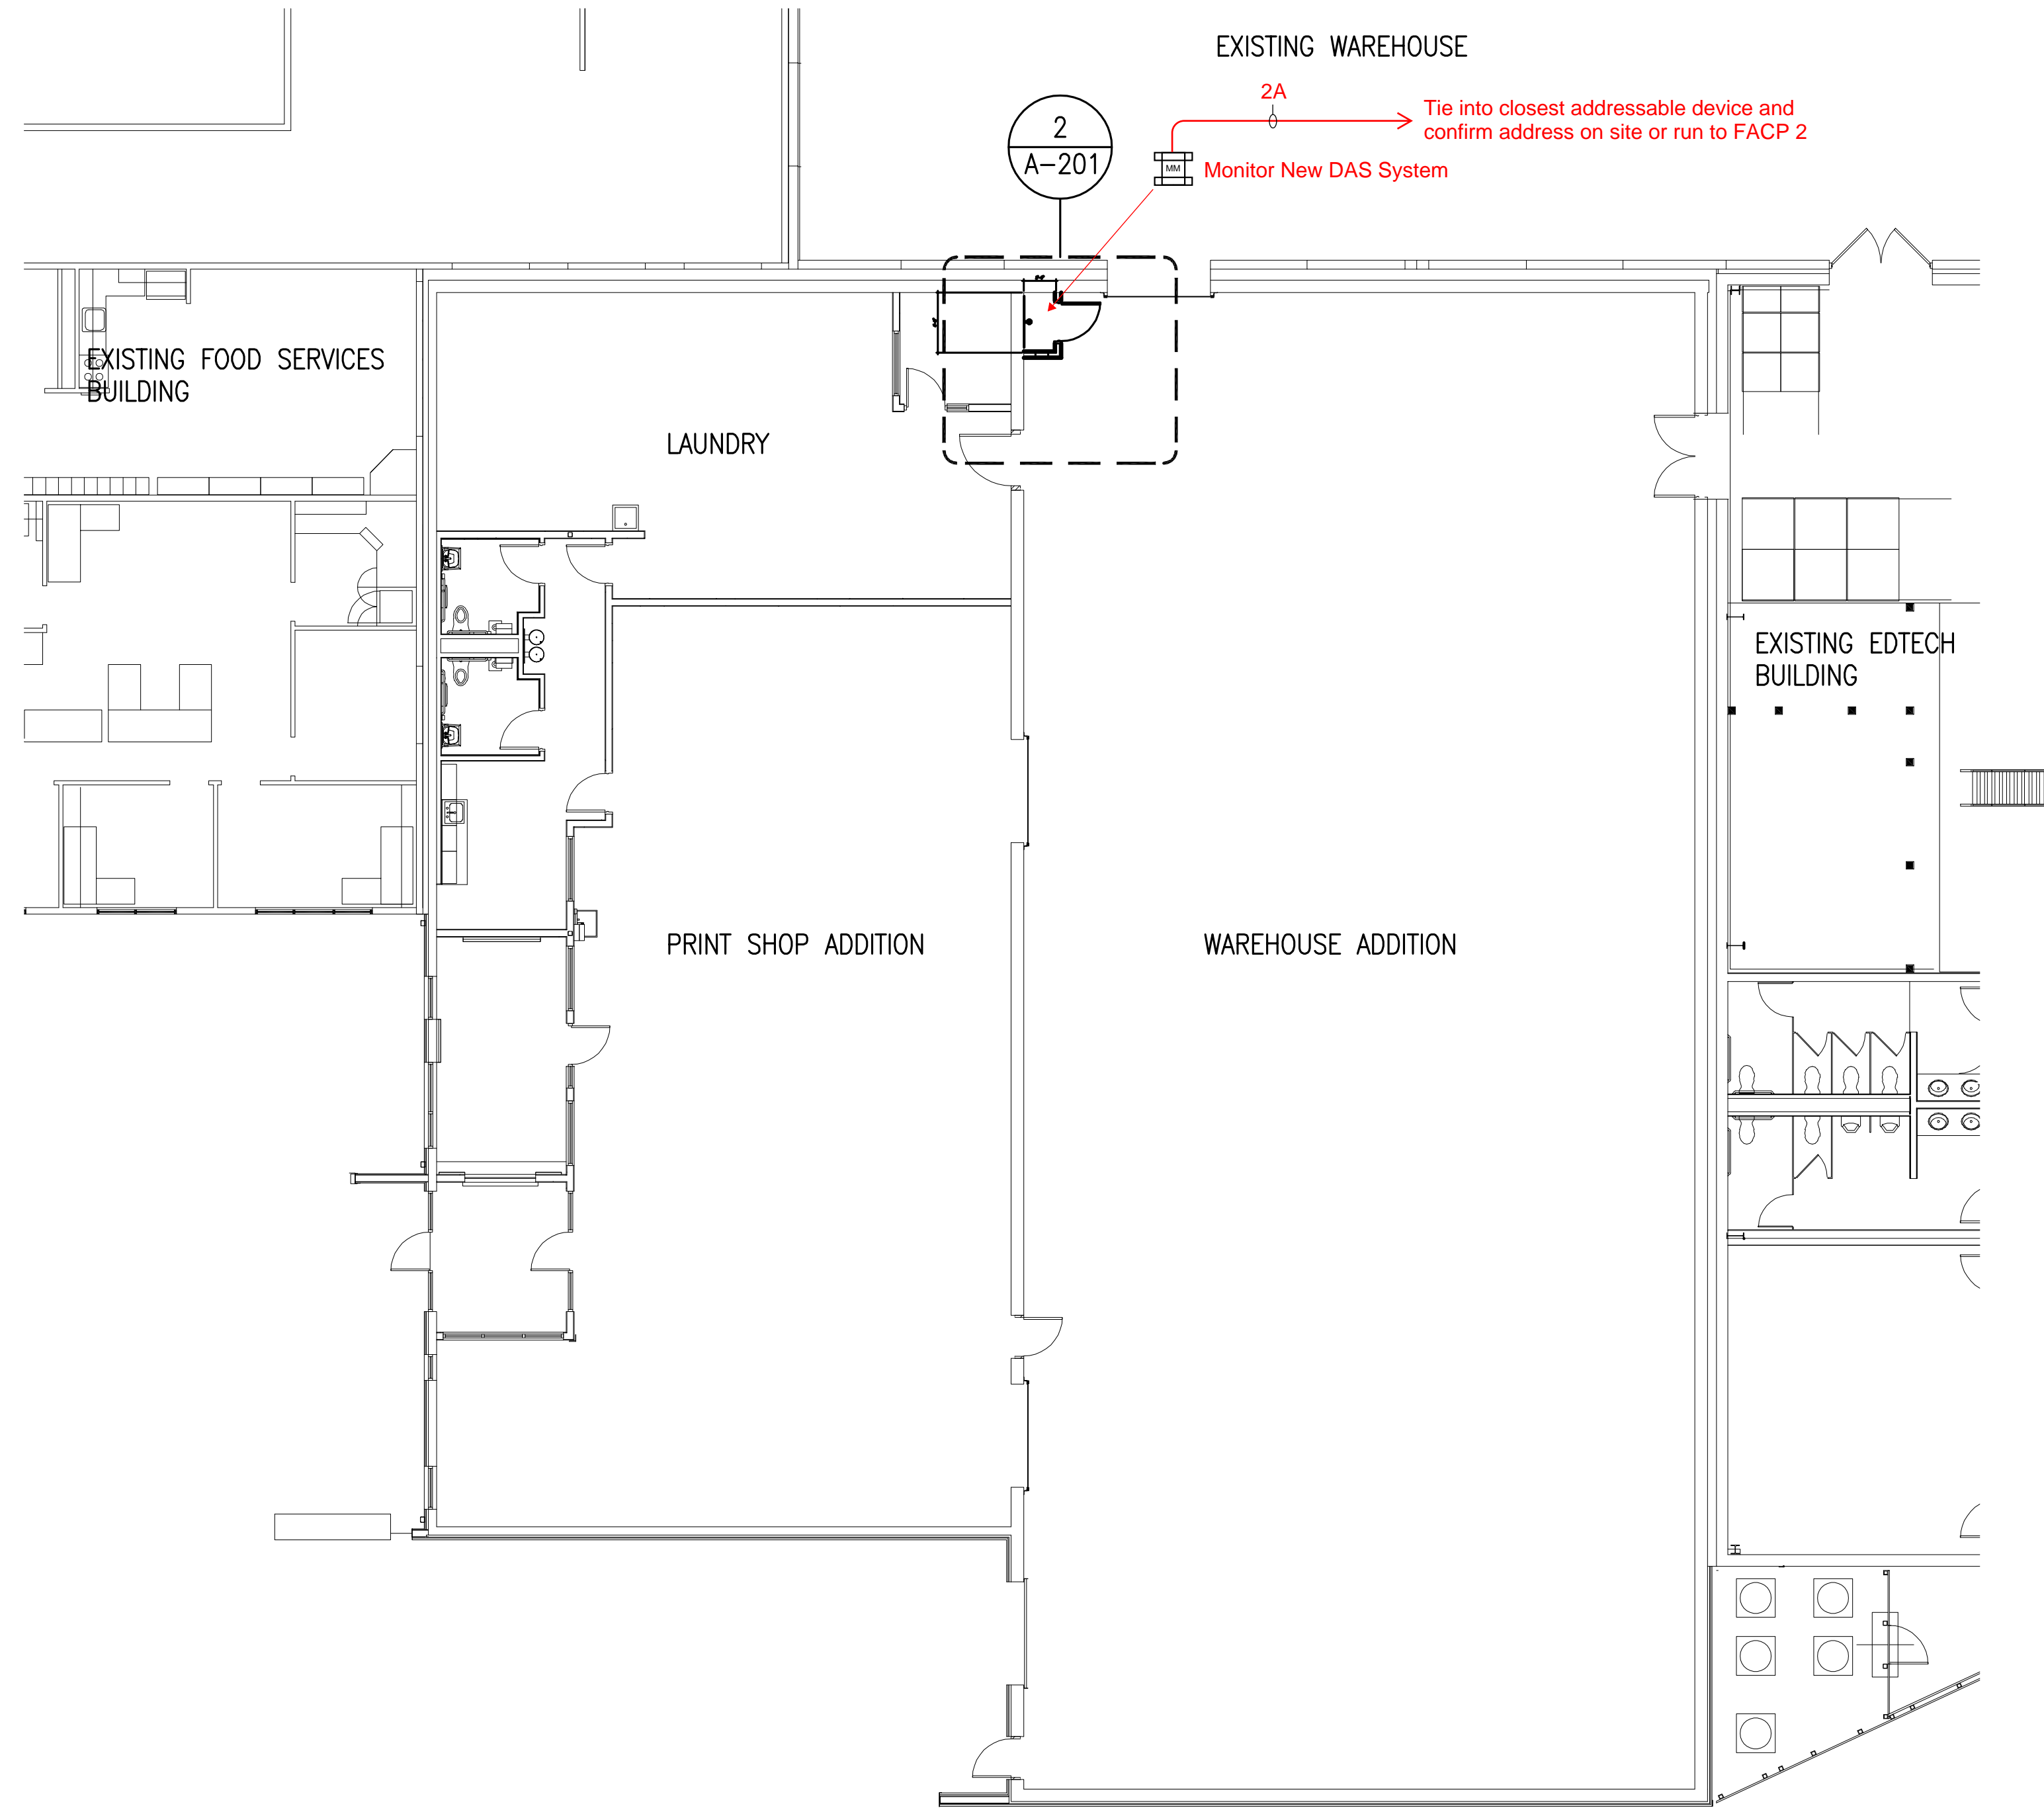 EXISTING WAREHOUSE
2A
Tie into closest addressable device and
confirm address on site or run to FACP 2
2
A-201
MM
Monitor New DAS System
EXISTING FOOD SERVICES
BUILDING
LAUNDRY
EXISTING EDTECH
BUILDING
PRINT SHOP ADDITION
WAREHOUSE ADDITION